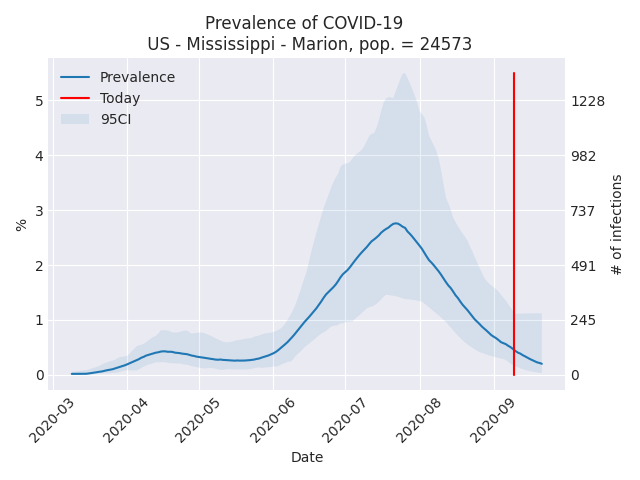 Prevalence of COVID-19
US - Mississippi - Marion, pop. = 24573
Prevalence
Today
95CI
%
5
4
3
2
1
0
1228
982
737
491
245
0
# of infections
2020-03
2020-04
2020-05
2020-06
2020-07
2020-08
2020-09
Date